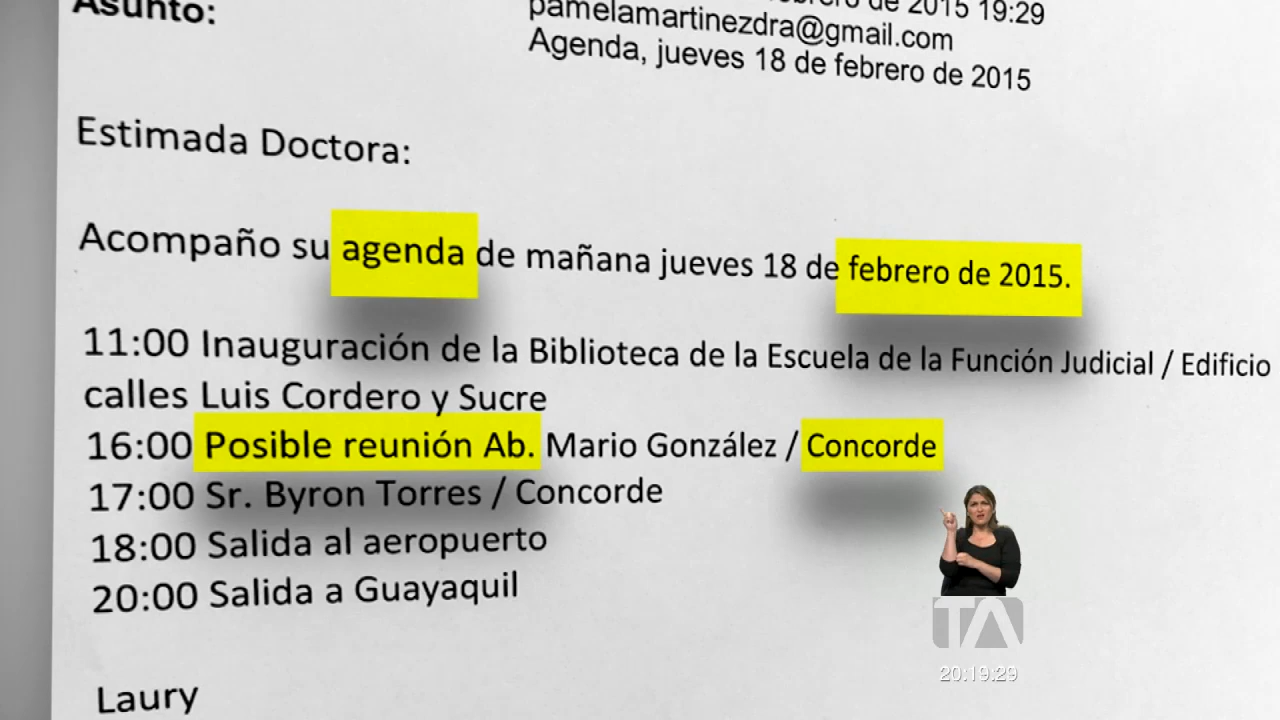 de 2015 19:29
Asunto:
pamelamartinezdra@gmail.com
Agenda, jueves 18 de febrero de 2015
Estimada Doctora:
Acompaño su agenda de mañana jueves 18 de febrero de 2015.
11:00 Inauguración de la Biblioteca de la Escuela de la Función Judicial / Edificio
calles Luis Cordero y Sucre
16:00 Posible reunión Ab. Mario González / Concorde
17:00 Sr. Byron Torres / Concorde
18:00 Salida al aeropuerto
20:00 Salida a Guayaquil
Laury
TA
20:19:29